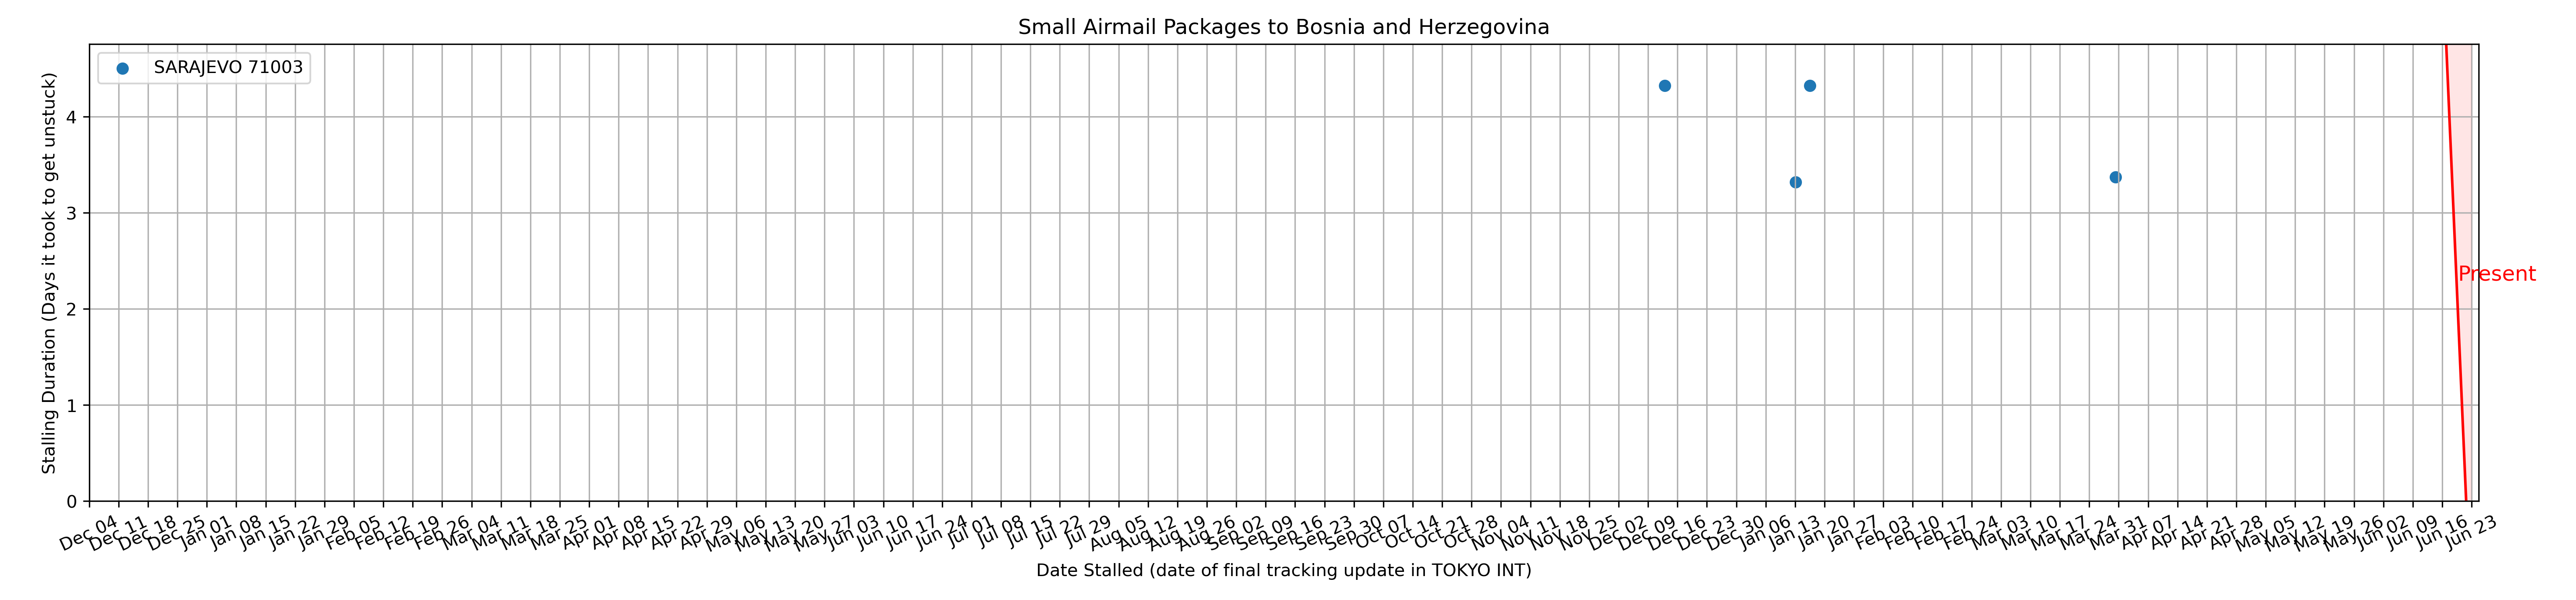 Small Airmail Packages to Bosnia and Herzegovina
SARAJEVO 71003
Stalling Duration (Days it took to get unstuck)
4
3
2
1
0
Present
Dec 04
Dec 11
Dec 18
Dec 25
Jan 01
Jan 08
Jan 15
Jan 22
Jan 29
Feb 05
Feb 12
Feb 19
Feb 26
Mar 04
Mar 11
Mar 18
Mar 25
Apr 01
Apr 08
Apr 15
Apr 22
Apr 29
May 06
May 13
May 20
May 27
Jun 03
Jun 10
Jun 17
Jun 24
Jul 01
Jul 08
Jul 15
Jul 22
Jul 29
Aug 05
Aug 12
Aug 19
Aug 26
Sep 02
Sep 09
Sep 16
Sep 23
Sep 30
Oct 07
Oct 14
Oct 21
Oct 28
Nov 04
Nov 11
Nov 18
Nov 25
Dec 02
Dec 09
Dec 16
Dec 23
Dec 30
Jan 06
Jan 13
Jan 20
Jan 27
Feb 03
Feb 10
Feb 17
Feb 24
Mar 03
Mar 10
Mar 17
Mar 24
Mar 31
Apr 07
Apr 14
Apr 21
Apr 28
May 05
May 12
May 19
May 26
Jun 02
Jun 09
Jun 16
Jun 23
Date Stalled (date of final tracking update in TOKYO INT)